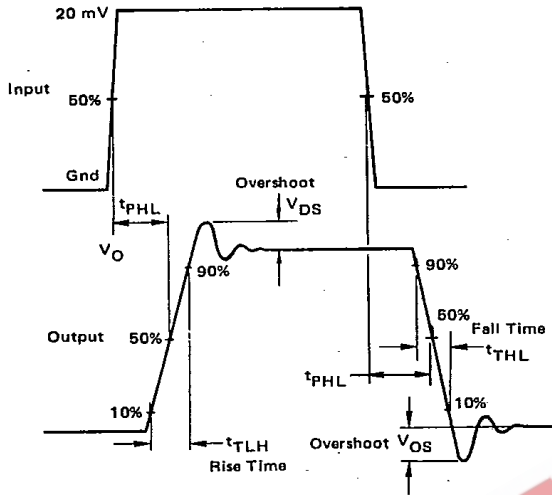 20 mV
Input
50%
50%
Gnd
Overshoot
tPHL
VDS
VO
90%
90%
Output
50%
50%
Fall Time
tTHL
tPHL
10%
10%
tTLH
Rise Time
Overshoot
VOS